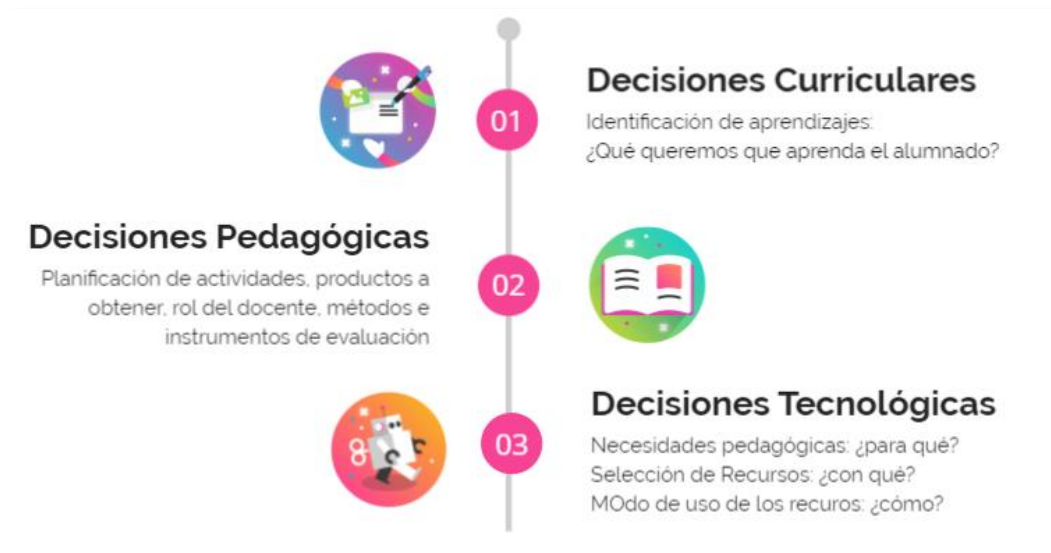 01
Decisiones Curriculares
Identificación de aprendizajes:
¿Qué queremos que aprenda el alumnado?
Decisiones Pedagógicas
Planificación de actividades, productos a
obtener, rol del docente, métodos e
instrumentos de evaluación
02
03
Decisiones Tecnológicas
Necesidades pedagógicas: ¿para qué?
Selección de Recursos: ¿con qué?
MOdo de uso de los recuros: ¿cómo?